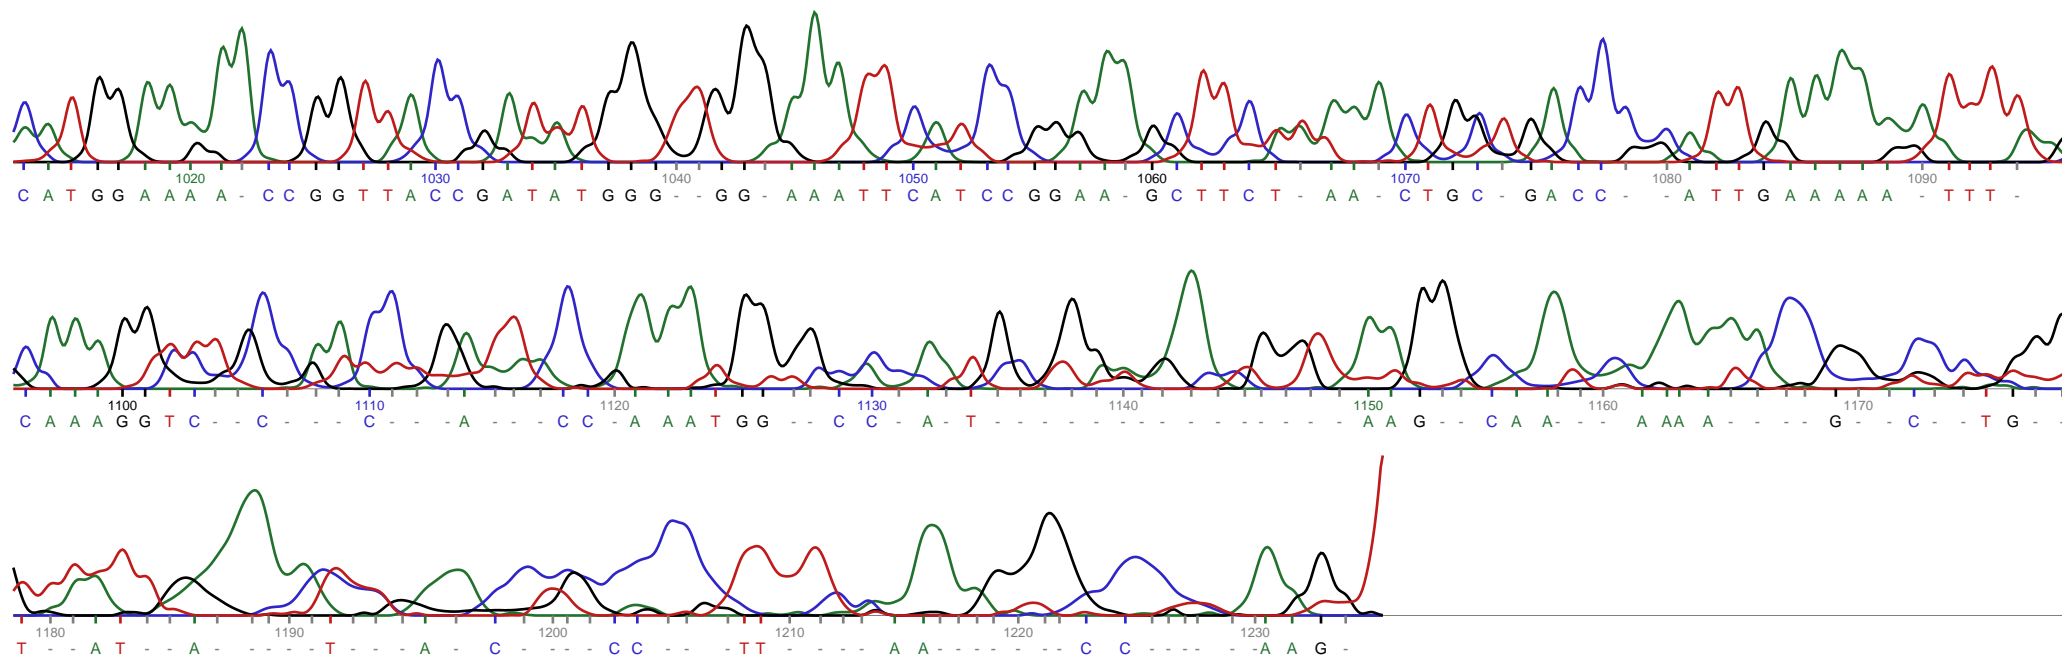 1020 1030 1040 1050 1060 1070 1080 1090
C A T G G A A A A - C C G G T T A C C G A T A T G G G - - G G - A A A T T C A T C C G G A A - G C T T C T - A A - C T G C - G A C C - - A T T G A A A A A - T T T -
1100 1110 1120 1130 1140 1150 1160 1170
C A A A G G T C - - C - - - C - - - A - - - C C - A A A T G G - - C C - A - T - - - - - - - - - - - - - - - - A A G - - C A A - - - A A A A - - - - G - - C - - T G - -
1180 1190 1200 1210 1220 1230
T - - A T - - A - - - - - T - - - A - C - - - - C C - - - - T T - - - - - A A - - - - - - - C - C - - - - - - A A G -